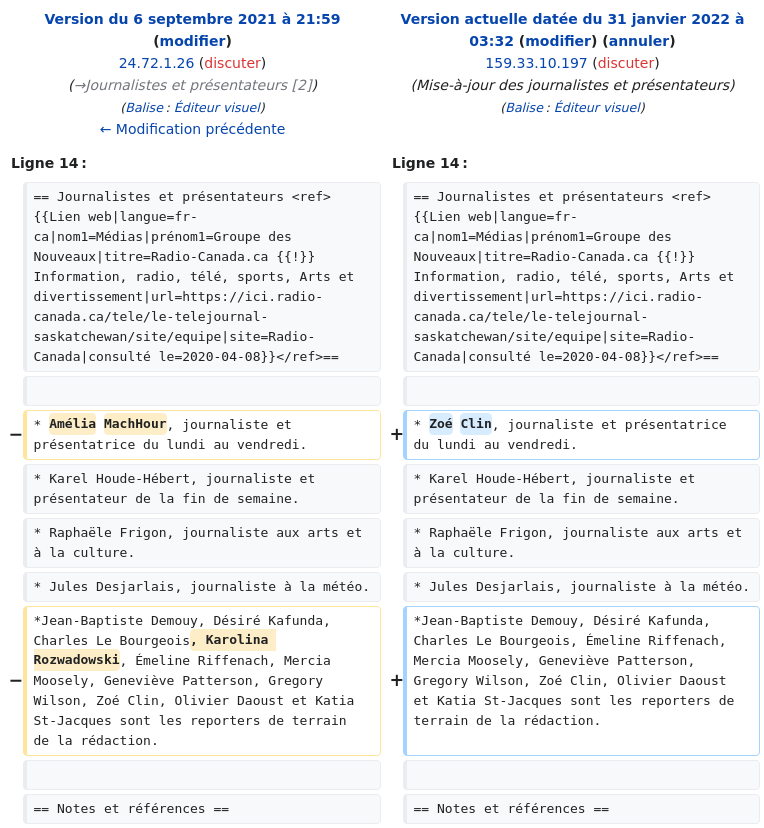 Version du 6 septembre 2021 à 21:59
(modifier)
24.72.1.26 (discuter)
(→Journalistes et présentateurs [2])
(Balise : Éditeur visuel)
← Modification précédente
Version actuelle datée du 31 janvier 2022 à
03:32 (modifier) (annuler)
159.33.10.197 (discuter)
(Mise-à-jour des journalistes et présentateurs)
(Balise : Éditeur visuel)
Ligne 14 :
Ligne 14 :
== Journalistes et présentateurs <ref>
{{Lien web|langue=fr-
ca|nom1=Médias|prénom1=Groupe des
Nouveaux|titre=Radio-Canada.ca {{!}}
Information, radio, télé, sports, Arts et
divertissement|url=https://ici.radio-
canada.ca/tele/le-telejournal-
saskatchewan/site/equipe|site=Radio-
Canada|consulté le=2020-04-08}}</ref>==
== Journalistes et présentateurs <ref>
{{Lien web|langue=fr-
ca|nom1=Médias|prénom1=Groupe des
Nouveaux|titre=Radio-Canada.ca {{!}}
Information, radio, télé, sports, Arts et
divertissement|url=https://ici.radio-
canada.ca/tele/le-telejournal-
saskatchewan/site/equipe|site=Radio-
Canada|consulté le=2020-04-08}}</ref>==
− * Amélia MachHour, journaliste et
présentatrice du lundi au vendredi.
+ * Zoé Clin, journaliste et présentatrice
du lundi au vendredi.
* Karel Houde-Hébert, journaliste et
présentateur de la fin de semaine.
* Karel Houde-Hébert, journaliste et
présentateur de la fin de semaine.
* Raphaële Frigon, journaliste aux arts et
à la culture.
* Raphaële Frigon, journaliste aux arts et
à la culture.
* Jules Desjarlais, journaliste à la météo.
* Jules Desjarlais, journaliste à la météo.
− *Jean-Baptiste Demouy, Désiré Kafunda,
Charles Le Bourgeois, Karolina
Rozwadowski, Émeline Riffenach, Mercia
Moosely, Geneviève Patterson, Gregory
Wilson, Zoé Clin, Olivier Daoust et Katia
St-Jacques sont les reporters de terrain
de la rédaction.
+ *Jean-Baptiste Demouy, Désiré Kafunda,
Charles Le Bourgeois, Émeline Riffenach,
Mercia Moosely, Geneviève Patterson,
Gregory Wilson, Zoé Clin, Olivier Daoust
et Katia St-Jacques sont les reporters de
terrain de la rédaction.
== Notes et références ==
== Notes et références ==